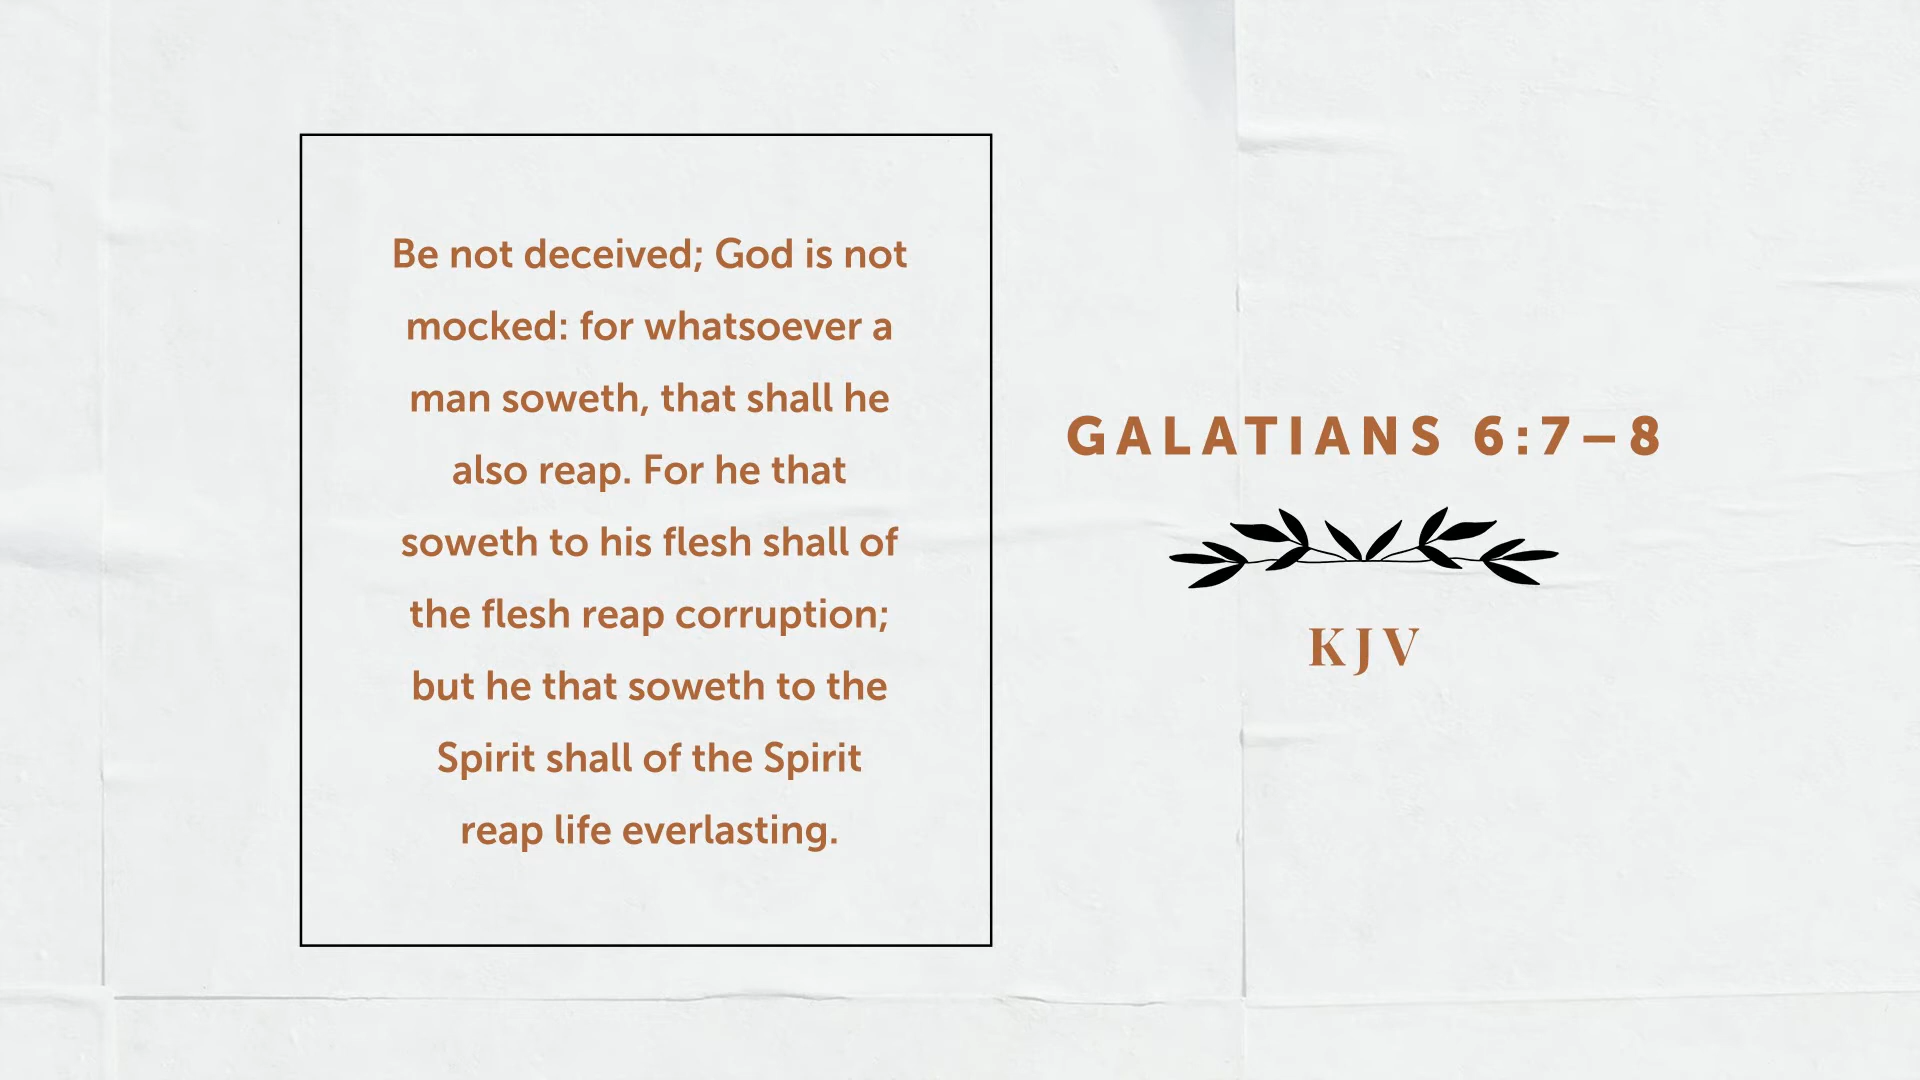 Be not deceived; God is not
mocked: for whatsoever a
man soweth, that shall he
also reap. For he that
soweth to his flesh shall of
the flesh reap corruption;
but he that soweth to the
Spirit shall of the Spirit
reap life everlasting.
GALATIANS 6:7–8
KJV